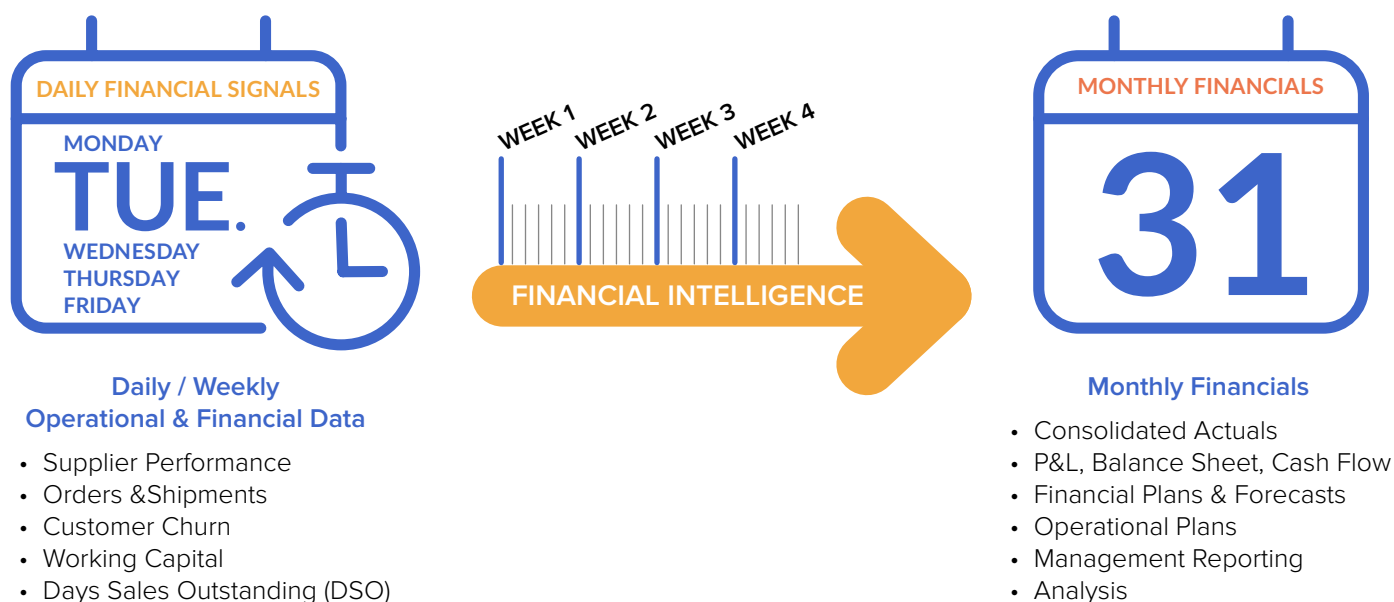 DAILY FINANCIAL SIGNALS
MONDAY
TUE.
WEDNESDAY
THURSDAY
FRIDAY
Daily / Weekly
Operational & Financial Data
• Supplier Performance
• Orders &Shipments
• Customer Churn
• Working Capital
• Days Sales Outstanding (DSO)
WEEK 1
WEEK 2
WEEK 3
WEEK 4
FINANCIAL INTELLIGENCE
MONTHLY FINANCIALS
31
Monthly Financials
• Consolidated Actuals
• P&L, Balance Sheet, Cash Flow
• Financial Plans & Forecasts
• Operational Plans
• Management Reporting
• Analysis